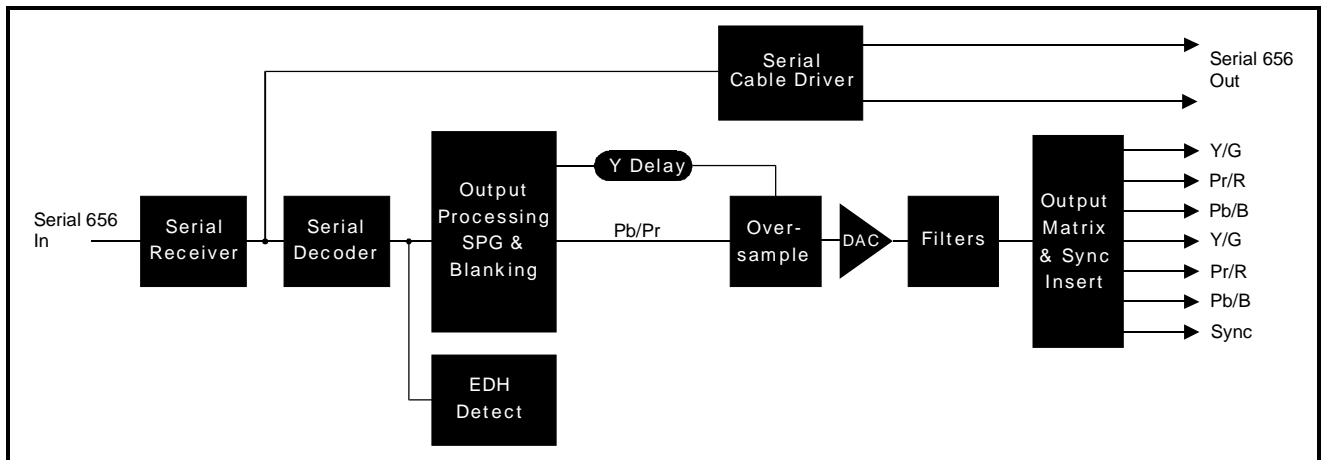 Serial
Cable Driver
Serial 656
Out
Serial 656
In
Serial
Receiver
Serial
Decoder
Output
Processing
SPG &
Blanking
Y Delay
Pb/Pr
Over-
sample
DAC
Filters
Output
Matrix
& Sync
Insert
Y/G
Pr/R
Pb/B
Y/G
Pr/R
Pb/B
Sync
EDH
Detect